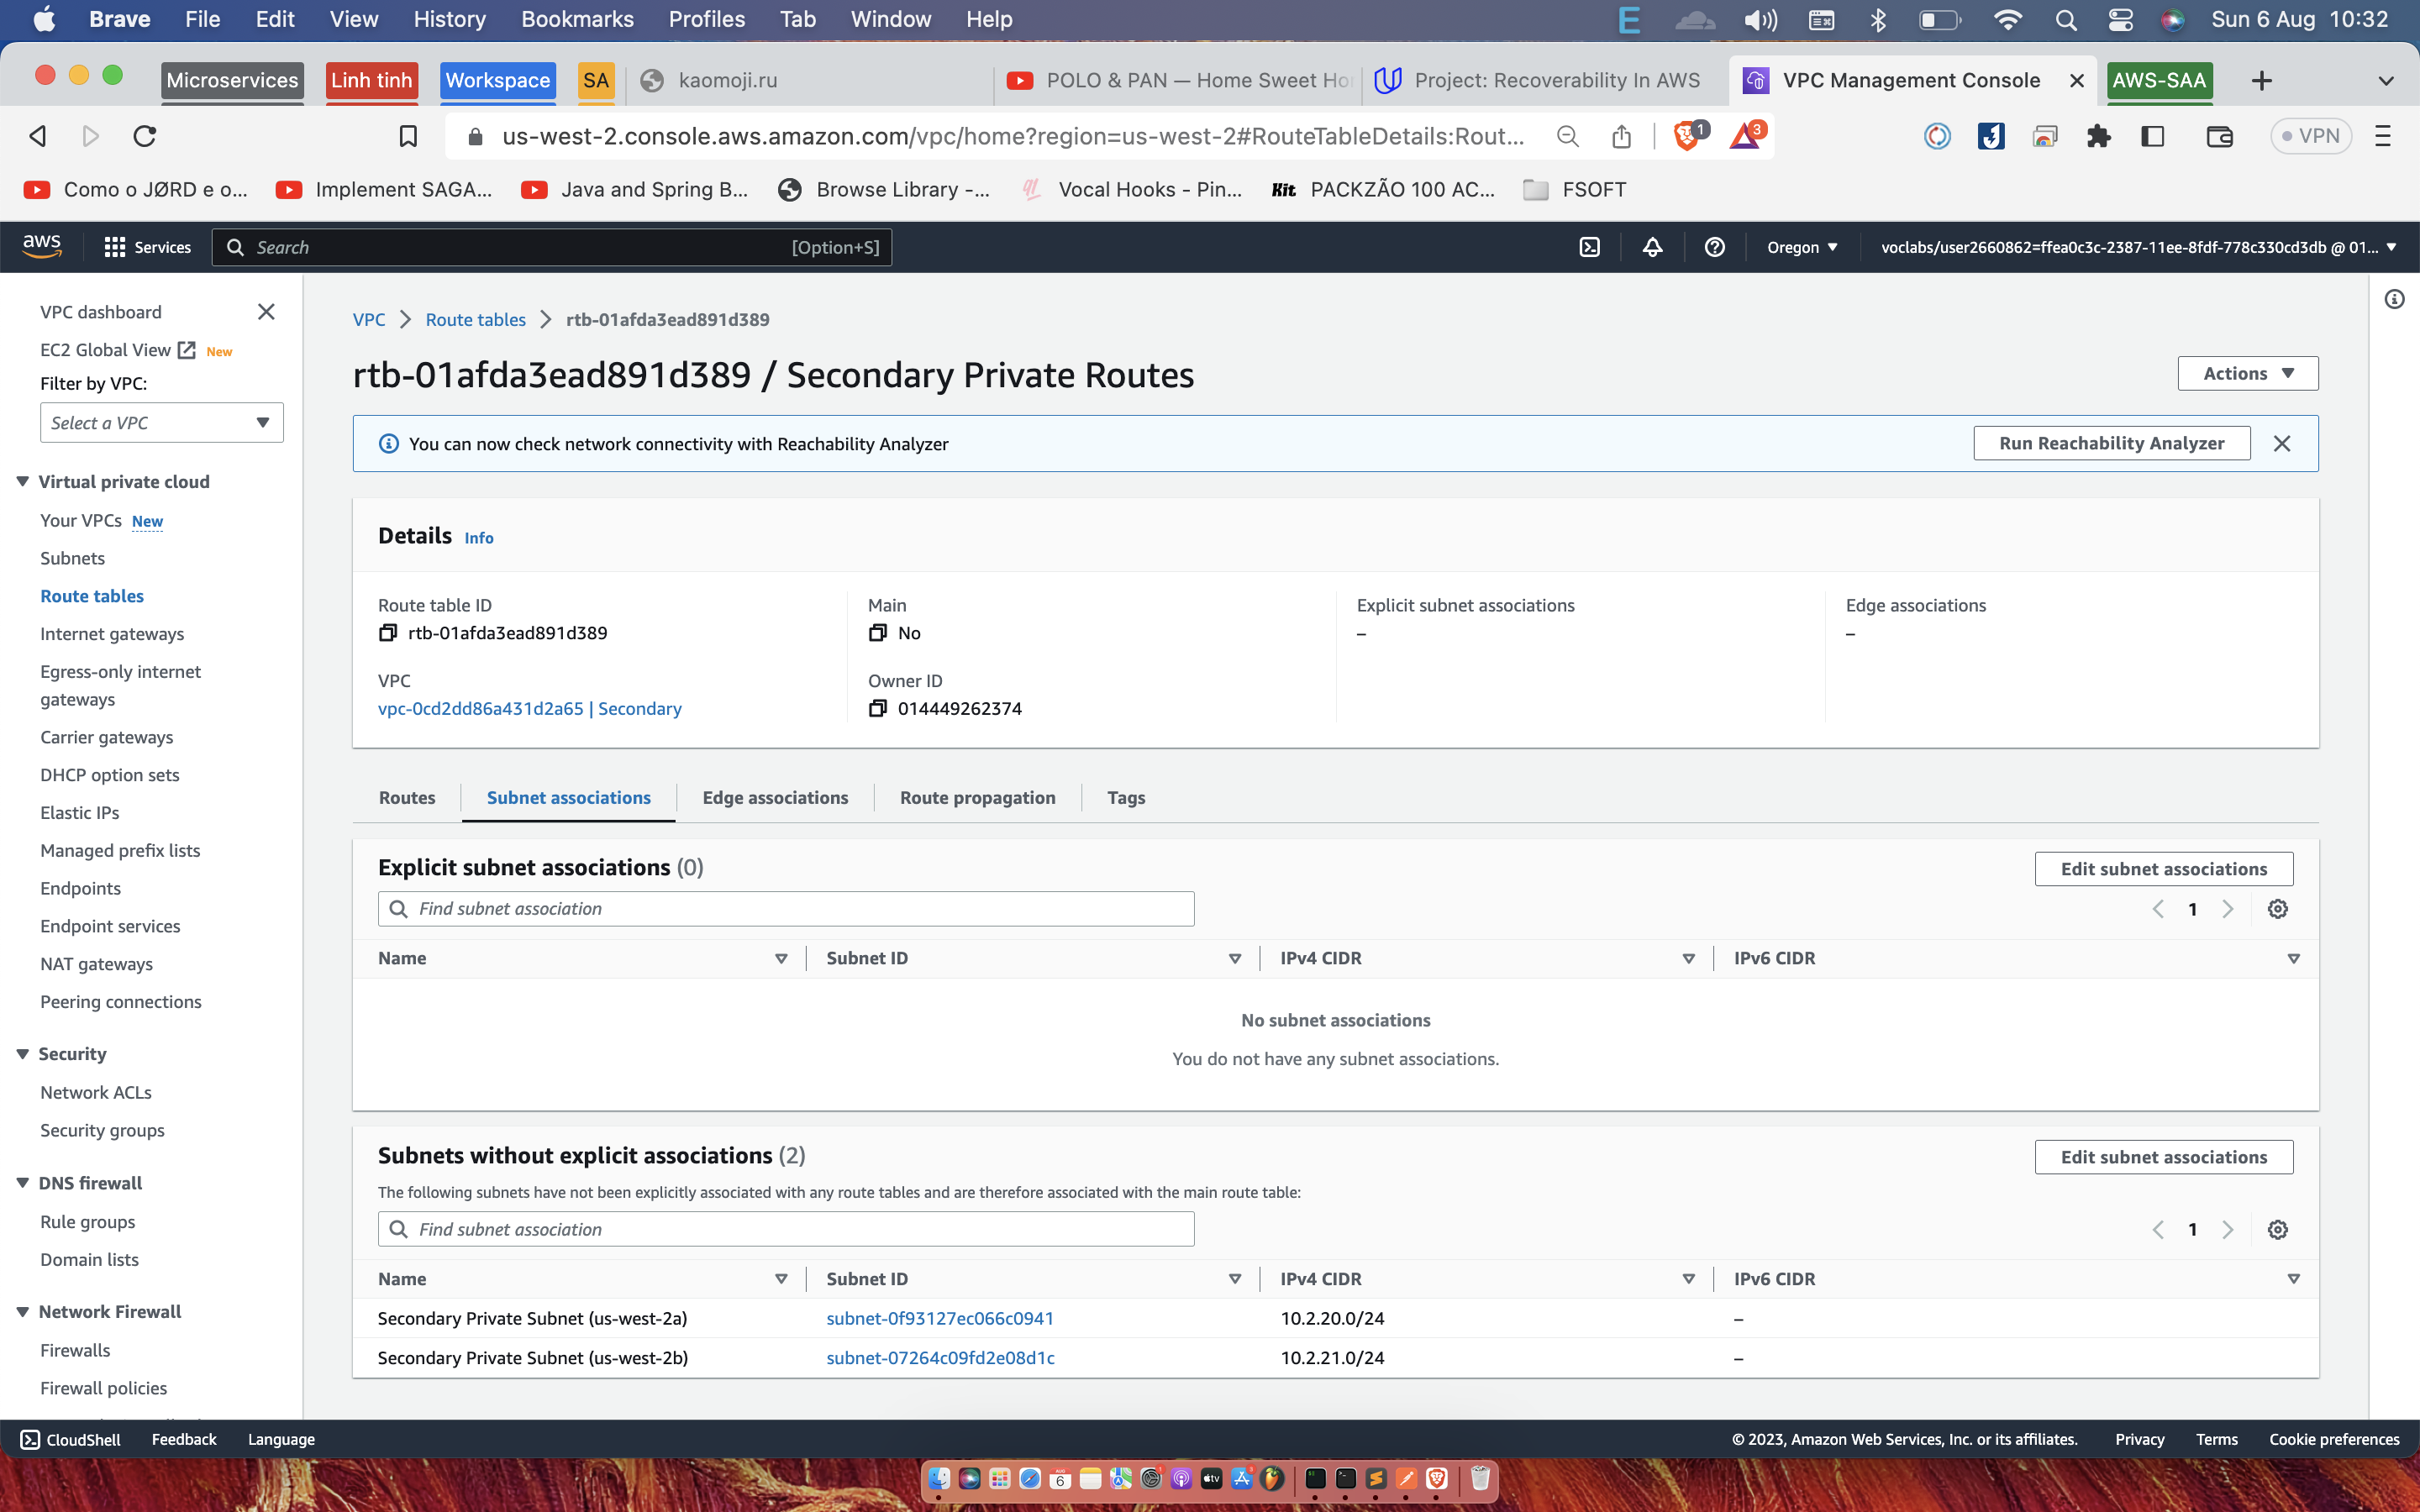 Brave File Edit View History Bookmarks Profiles Tab Window Help Sun 6 Aug 10:32
Microservices Linh tinh Workspace SA kaomoji.ru POLO & PAN — Home Sweet Ho Project: Recoverability In AWS VPC Management Console AWS-SAA
us-west-2.console.aws.amazon.com/vpc/home?region=us-west-2#RouteTableDetails:Rout... 1 3 VPN
Como o JØRD e o... Implement SAGA... Java and Spring B... Browse Library -... Vocal Hooks - Pin... Kit PACKZÃO 100 AC... FSOFT
aws Services Search [Option+S] Oregon voclabs/user2660862=ffea0c3c-2387-11ee-8fdf-778c330cd3db @ 01...
VPC dashboard
EC2 Global View New
Filter by VPC:
Select a VPC
Virtual private cloud
Your VPCs New
Subnets
Route tables
Internet gateways
Egress-only internet
gateways
Carrier gateways
DHCP option sets
Elastic IPs
Managed prefix lists
Endpoints
Endpoint services
NAT gateways
Peering connections
Security
Network ACLs
Security groups
DNS firewall
Rule groups
Domain lists
Network Firewall
Firewalls
Firewall policies
VPC Route tables rtb-01afda3ead891d389
rtb-01afda3ead891d389 / Secondary Private Routes Actions
You can now check network connectivity with Reachability Analyzer Run Reachability Analyzer
Details Info
Route table ID Main Explicit subnet associations Edge associations
rtb-01afda3ead891d389 No – –
VPC Owner ID
vpc-0cd2dd86a431d2a65 | Secondary 014449262374
Routes Subnet associations Edge associations Route propagation Tags
Explicit subnet associations (0) Edit subnet associations
Find subnet association 1
Name Subnet ID IPv4 CIDR IPv6 CIDR
No subnet associations
You do not have any subnet associations.
Subnets without explicit associations (2) Edit subnet associations
The following subnets have not been explicitly associated with any route tables and are therefore associated with the main route table:
Find subnet association 1
Name Subnet ID IPv4 CIDR IPv6 CIDR
Secondary Private Subnet (us-west-2a) subnet-0f93127ec066c0941 10.2.20.0/24 –
Secondary Private Subnet (us-west-2b) subnet-07264c09fd2e08d1c 10.2.21.0/24 –
CloudShell Feedback Language © 2023, Amazon Web Services, Inc. or its affiliates. Privacy Terms Cookie preferences